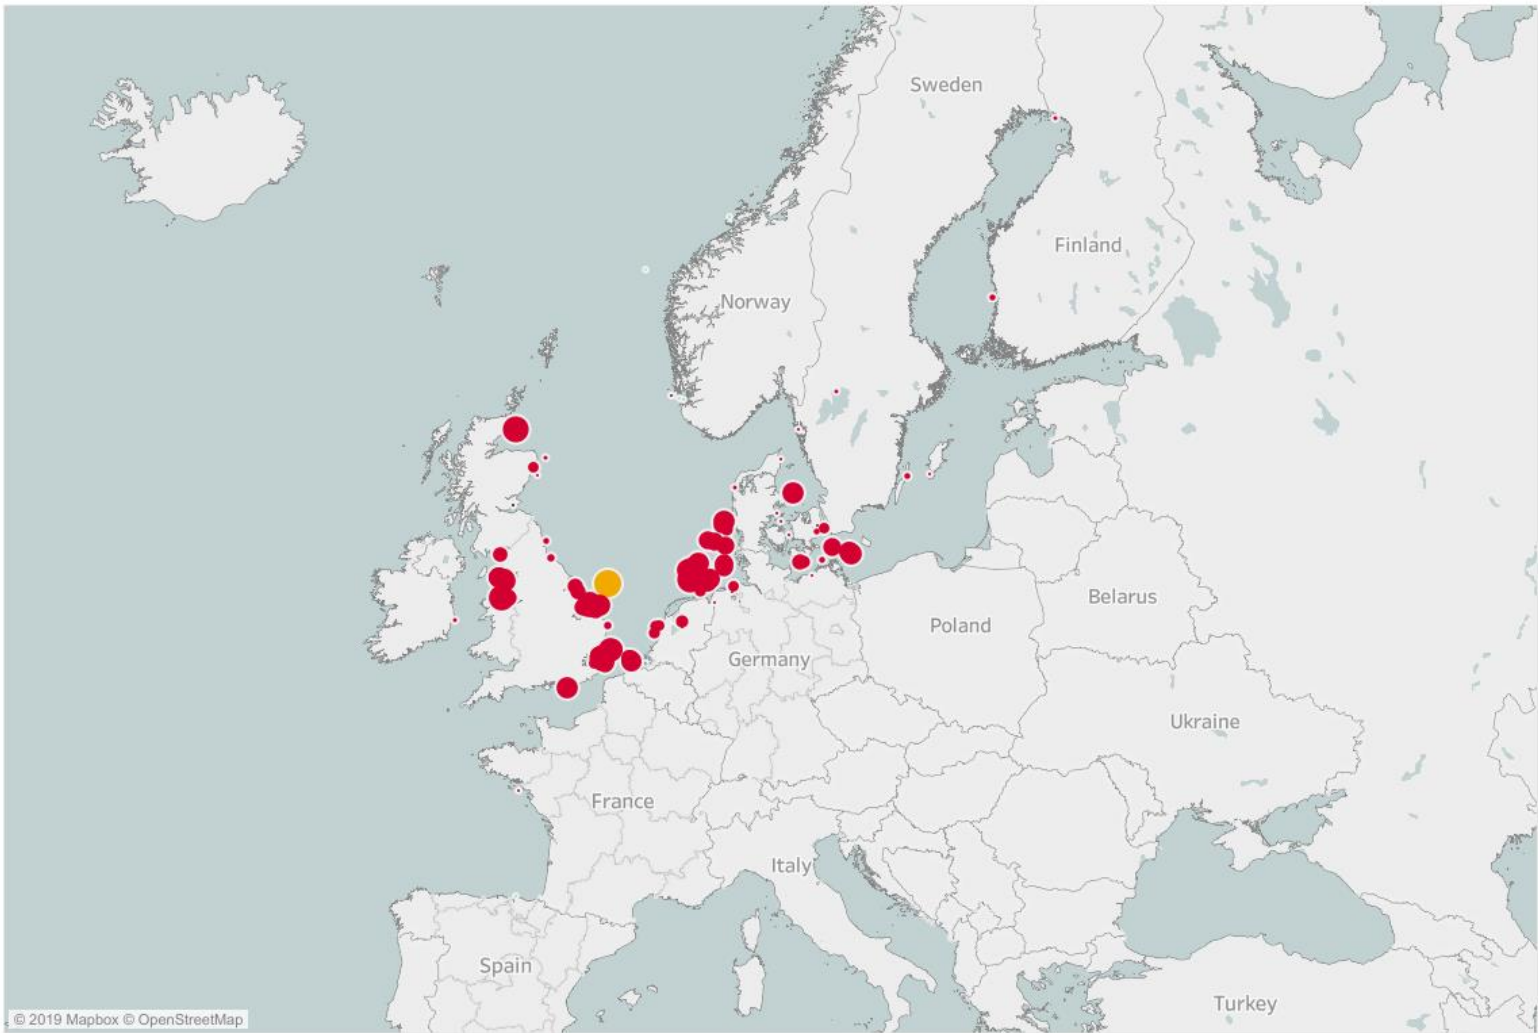 Sweden
Finland
Norway
Belarus
Poland
Germany
Ukraine
France
Italy
Spain
Turkey
© 2019 Mapbox © OpenStreetMap